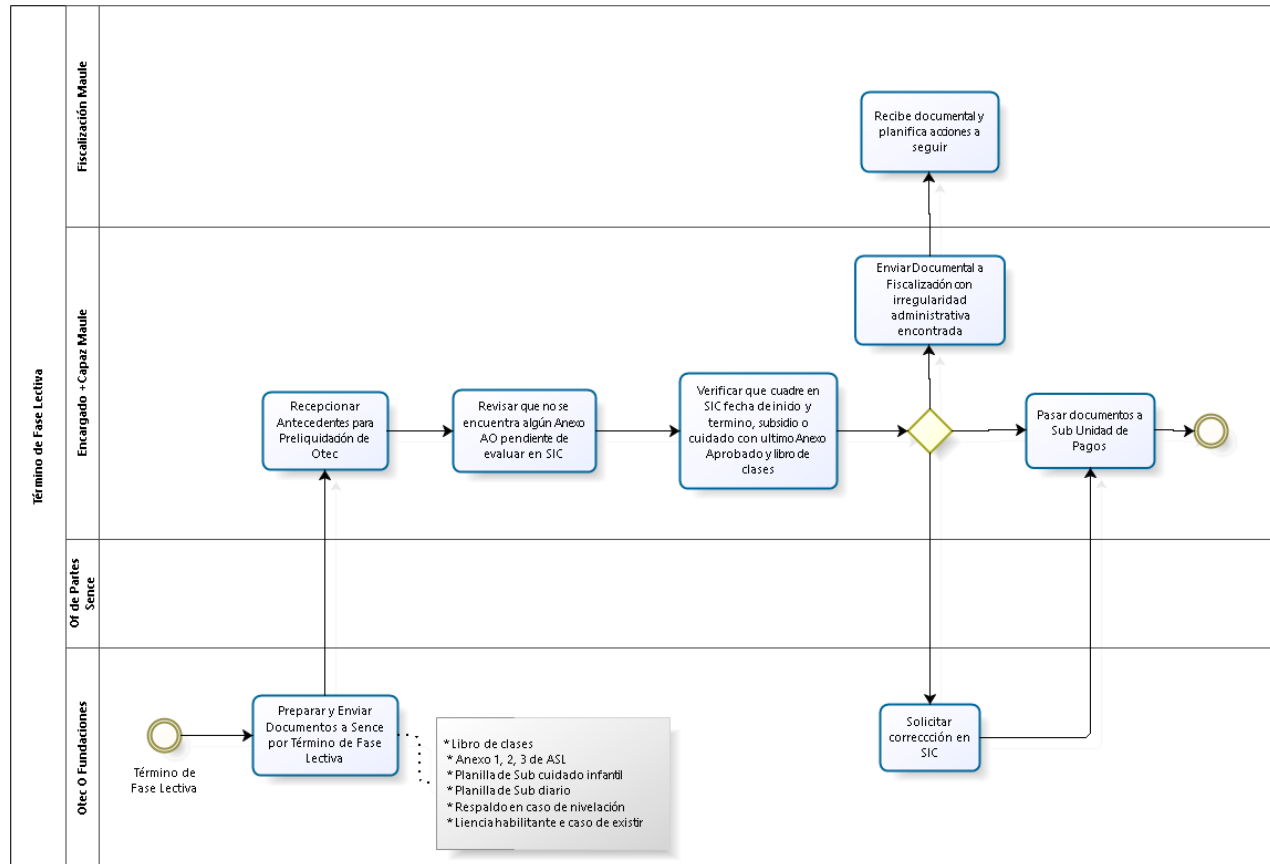 Término de Fase Lectiva
Fiscalización Maule
Recibe documental y
planifica acciones a
seguir
Encargado +Capaz Maule
Enviar Documental a
Fiscalización con
irregularidad
administrativa
encontrada
Recepcionar
Antecedentes para
Preliquidación de
Otec
Revisar que no se
encuentra algún Anexo
AO pendiente de
evaluar en SIC
Verificar que cuadre en
SIC fecha de inicio y
termino, subsidio o
cuidado con ultimo Anexo
Aprobado y libro de
clases
Pasar documentos a
Sub Unidad de
Pagos
Of de Partes
Sence
Otec O Fundaciones
Término de
Fase Lectiva
Preparar y Enviar
Documentos a Sence
por Término de Fase
Lectiva
* Libro de clases
* Anexo 1, 2, 3 de ASL
* Planilla de Sub cuidado infantil
* Planilla de Sub diario
* Respaldo en caso de nivelación
* Liencia habilitante e caso de existir
Solicitar
correccción en
SIC